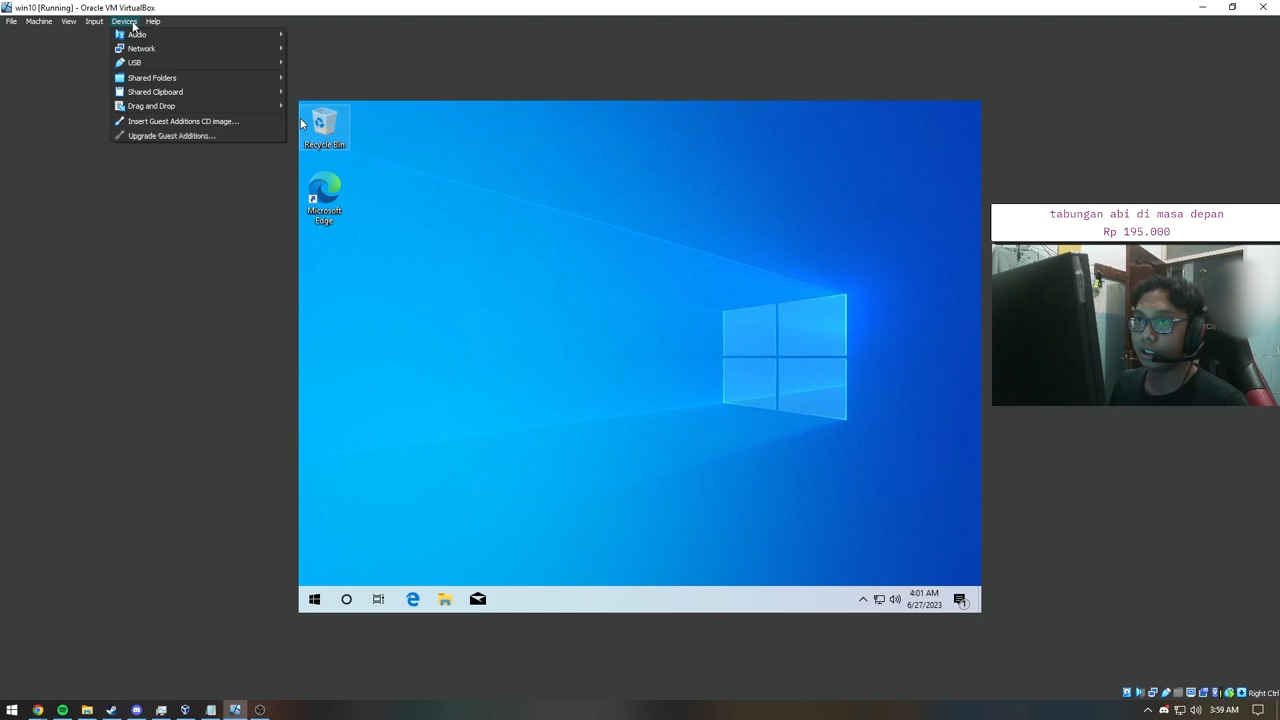 win10 [Running] - Oracle VM VirtualBox
File Machine View Input Devices Help
Audio
Network
USB
Shared Folders
Shared Clipboard
Drag and Drop
Insert Guest Additions CD image...
Upgrade Guest Additions...
Recycle Bin
Microsoft
Edge
tabungan abi di masa depan
Rp 195.000
4:01 AM
6/27/2023
1
Right Ctrl
3:59 AM